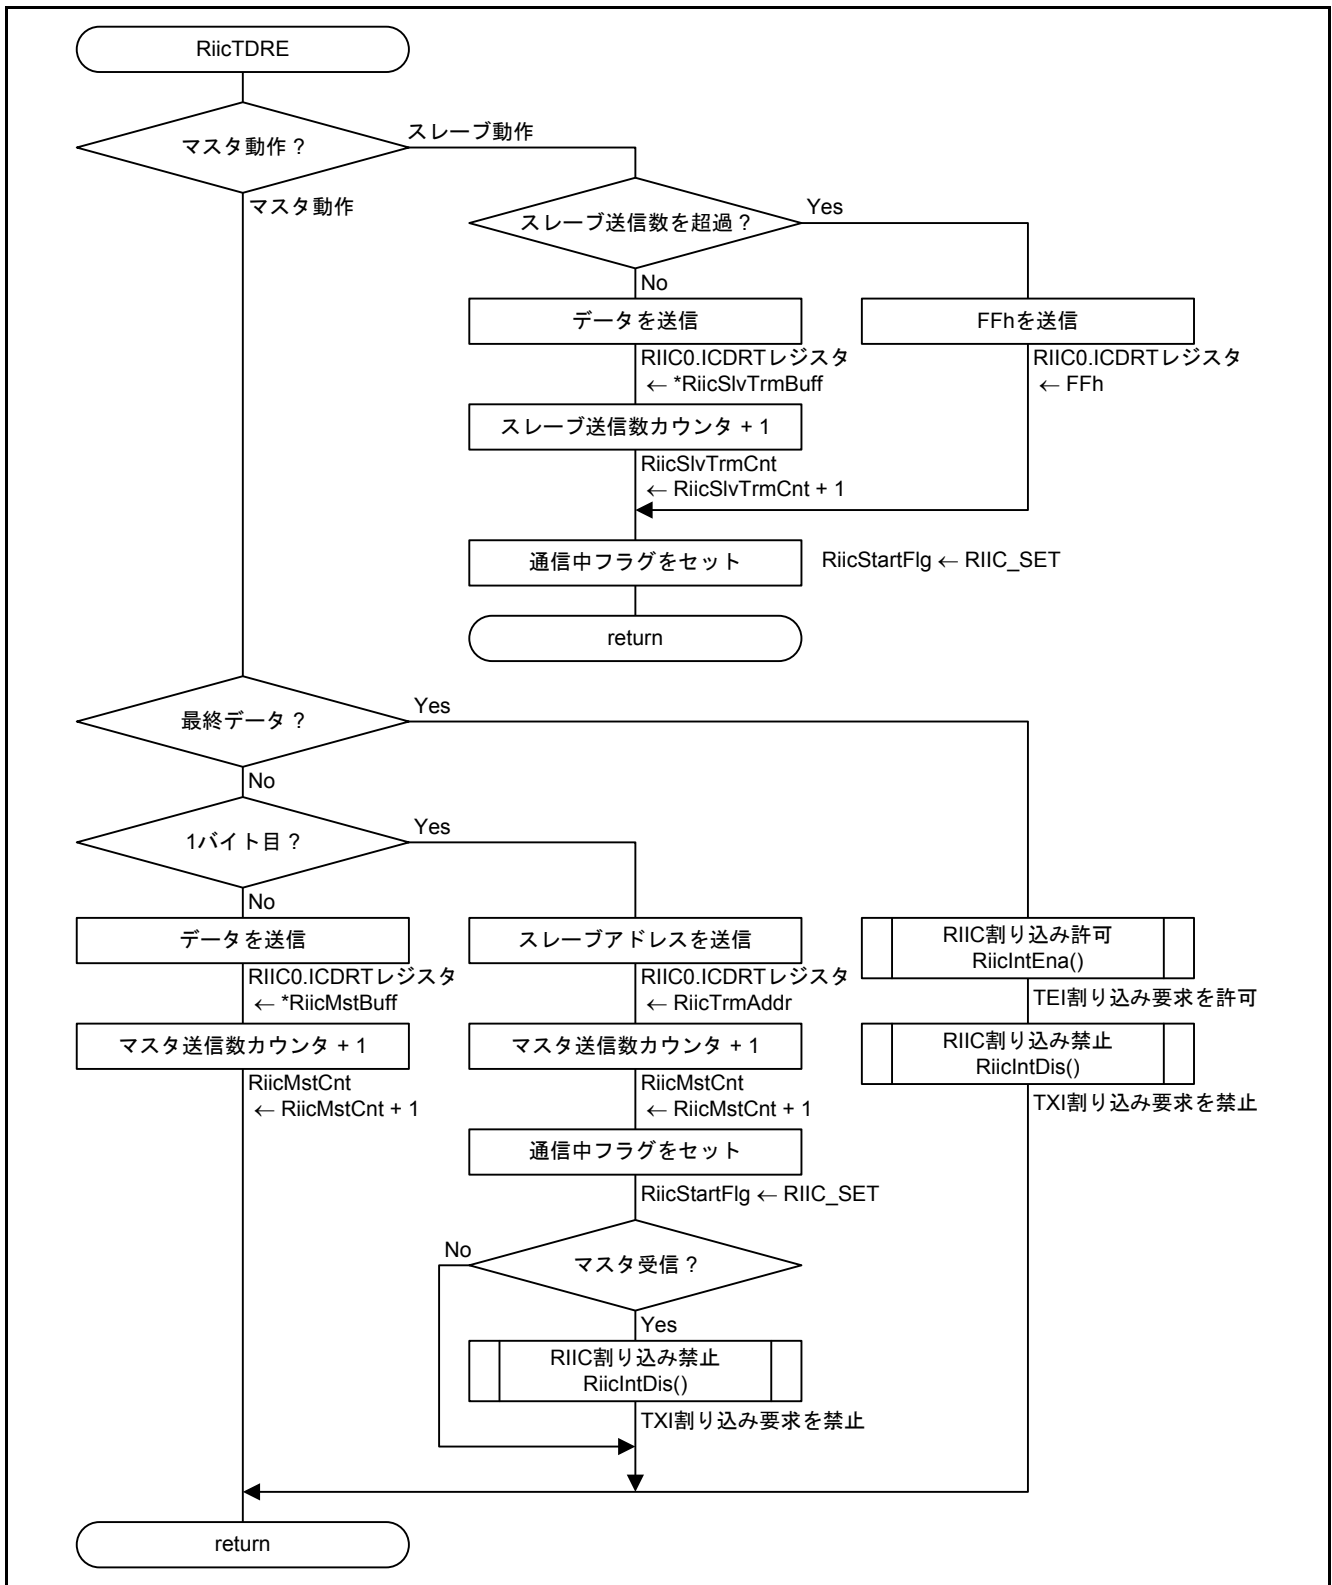 RiicTDRE
マスタ動作 ?
スレーブ動作
マスタ動作
スレーブ送信数を超過 ?
Yes
No
データを送信
RIIC0.ICDRTレジスタ
← *RiicSlvTrmBuff
スレーブ送信数カウンタ + 1
RiicSlvTrmCnt
← RiicSlvTrmCnt + 1
FFhを送信
RIIC0.ICDRTレジスタ
← FFh
通信中フラグをセット
RiicStartFlg ← RIIC_SET
return
最終データ ?
Yes
No
1バイト目 ?
Yes
No
データを送信
RIIC0.ICDRTレジスタ
← *RiicMstBuff
マスタ送信数カウンタ + 1
RiicMstCnt
← RiicMstCnt + 1
スレーブアドレスを送信
RIIC0.ICDRTレジスタ
← RiicTrmAddr
マスタ送信数カウンタ + 1
RiicMstCnt
← RiicMstCnt + 1
通信中フラグをセット
RiicStartFlg ← RIIC_SET
マスタ受信 ?
No
Yes
RIIC割り込み禁止
RiicIntDis()
TXI割り込み要求を禁止
RIIC割り込み許可
RiicIntEna()
TEI割り込み要求を許可
RIIC割り込み禁止
RiicIntDis()
TXI割り込み要求を禁止
return